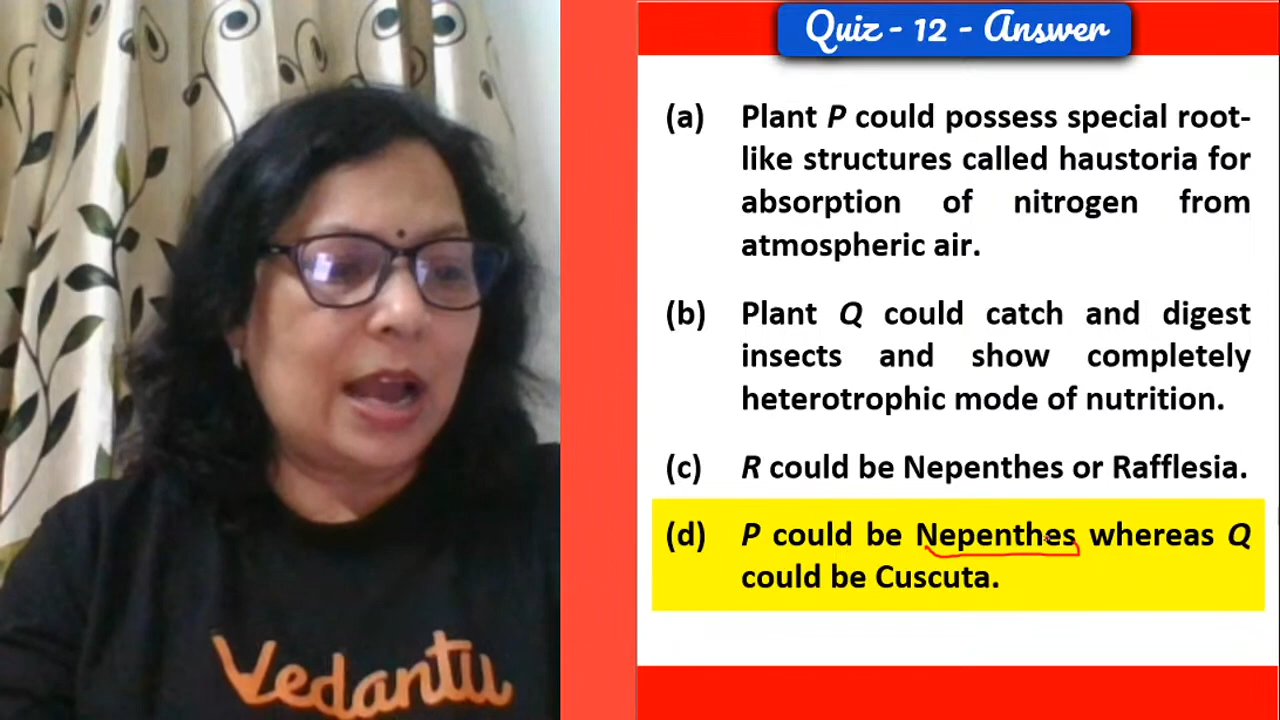 Quiz - 12 - Answer
(a) Plant P could possess special root-
like structures called haustoria for
absorption of nitrogen from
atmospheric air.
(b) Plant Q could catch and digest
insects and show completely
heterotrophic mode of nutrition.
(c) R could be Nepenthes or Rafflesia.
(d) P could be Nepenthes whereas Q
could be Cuscuta.
Vedantu